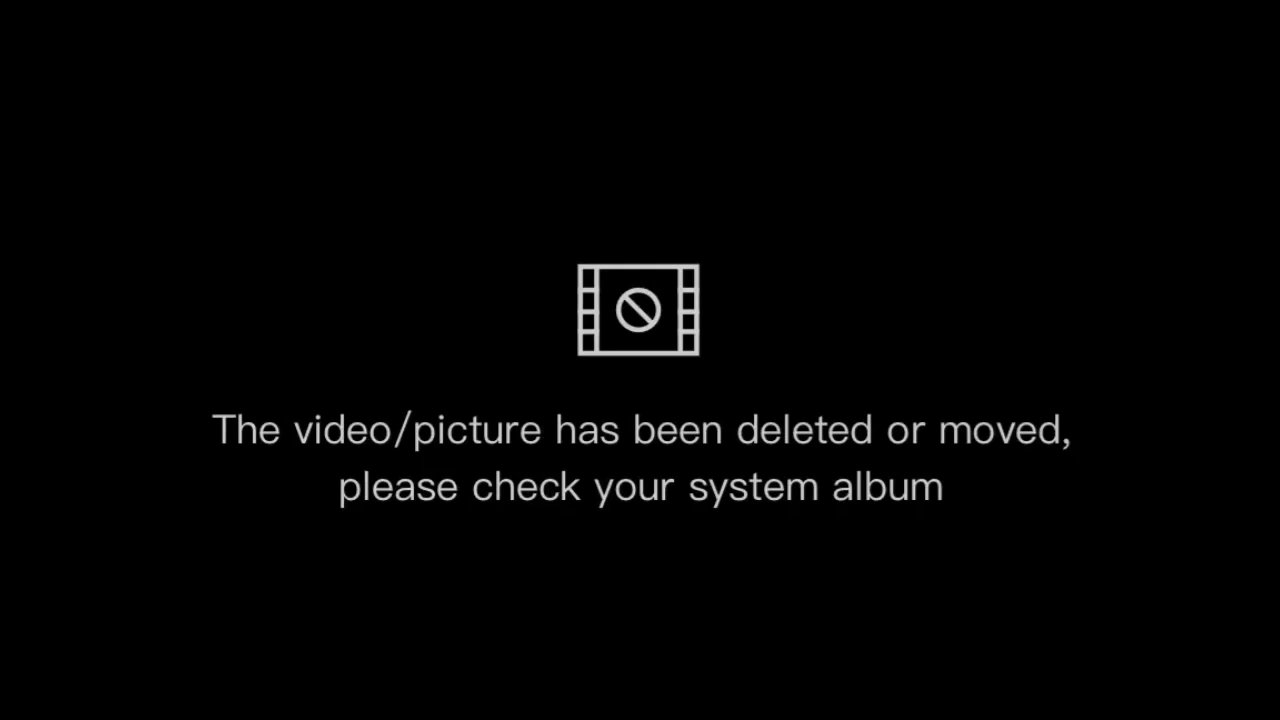 The video/picture has been deleted or moved,
please check your system album